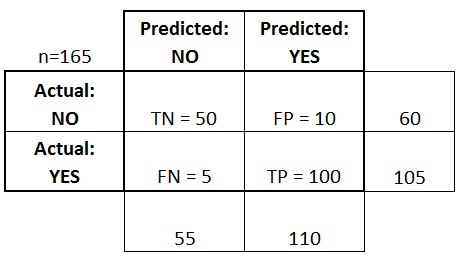 Predicted: Predicted:
n=165 NO YES
Actual:
NO TN = 50 FP = 10 60
Actual:
YES FN = 5 TP = 100 105
55 110